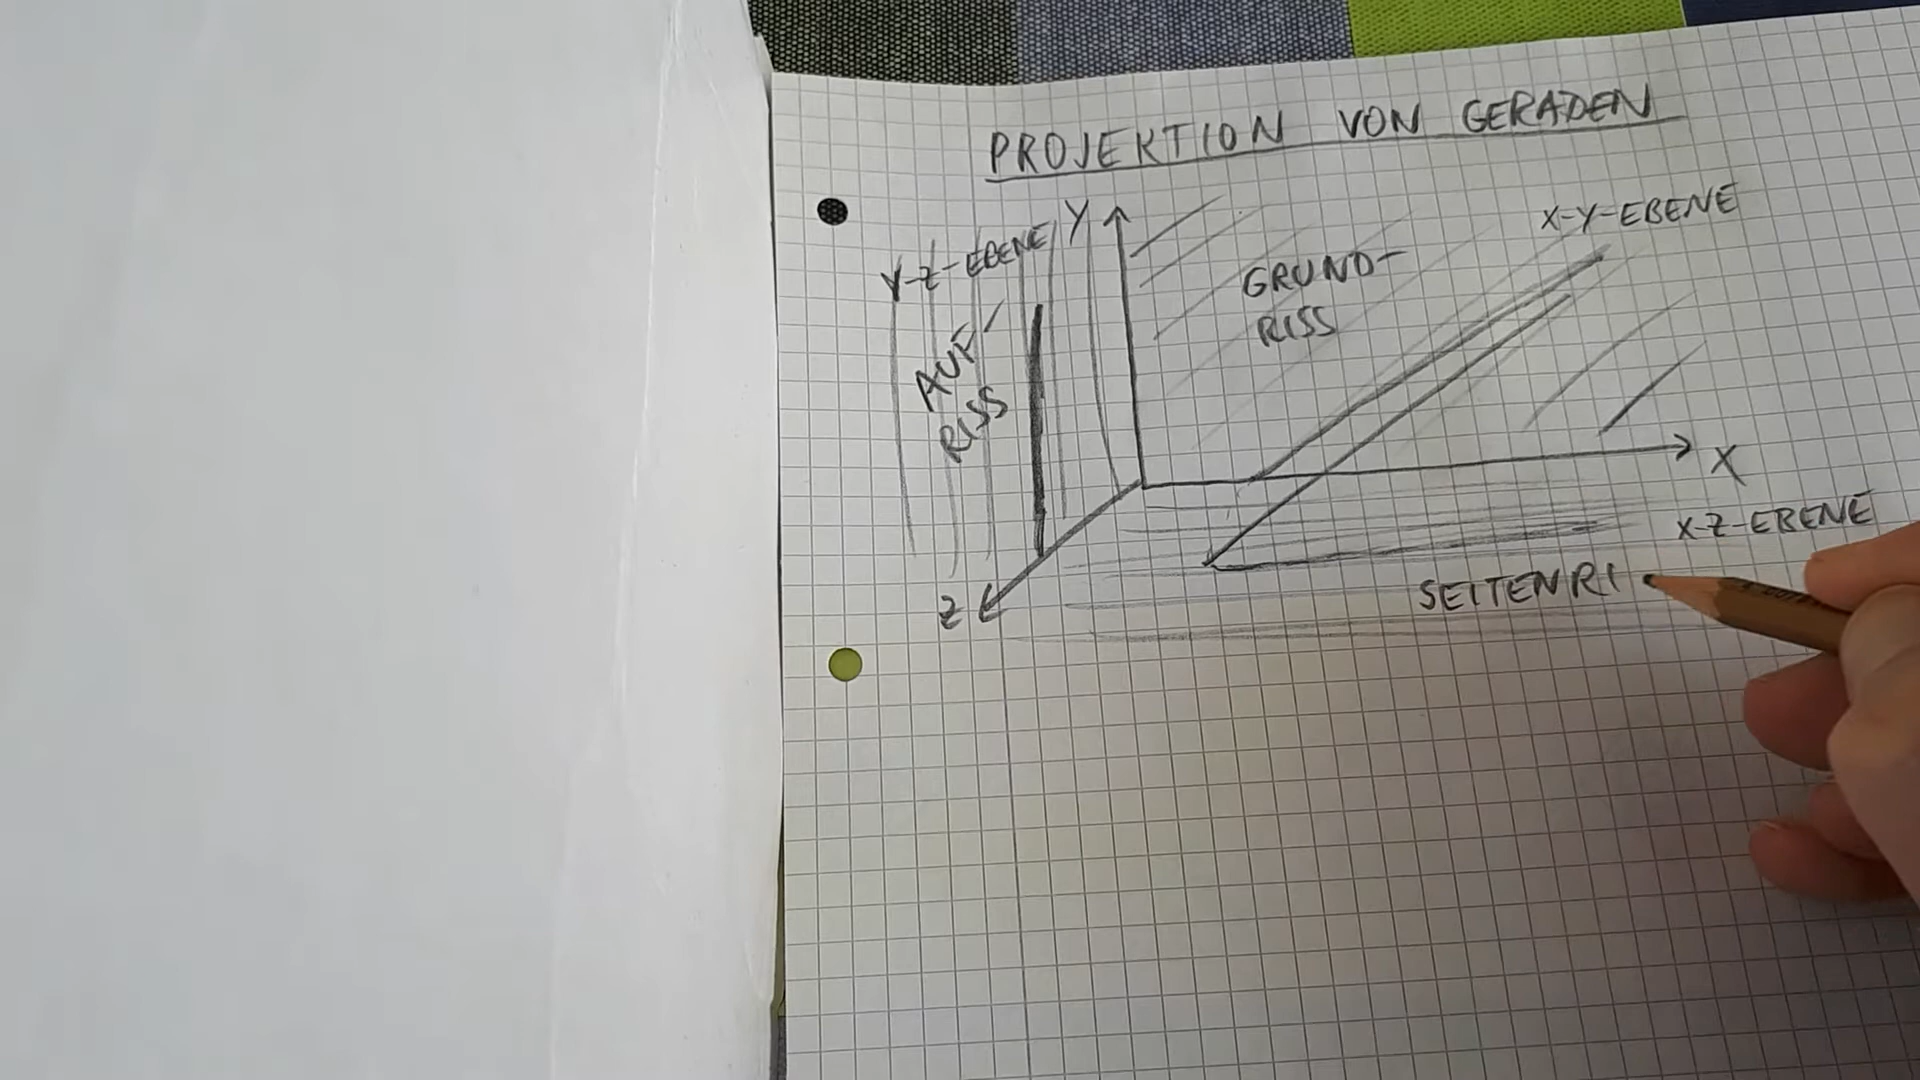 PROJEKTION VON GERADEN
Y
X-Y-EBENE
Y-Z-EBENE
GRUND-
RISS
AUF-
RISS
X
X-Z-EBENE
SEITENRI
Z